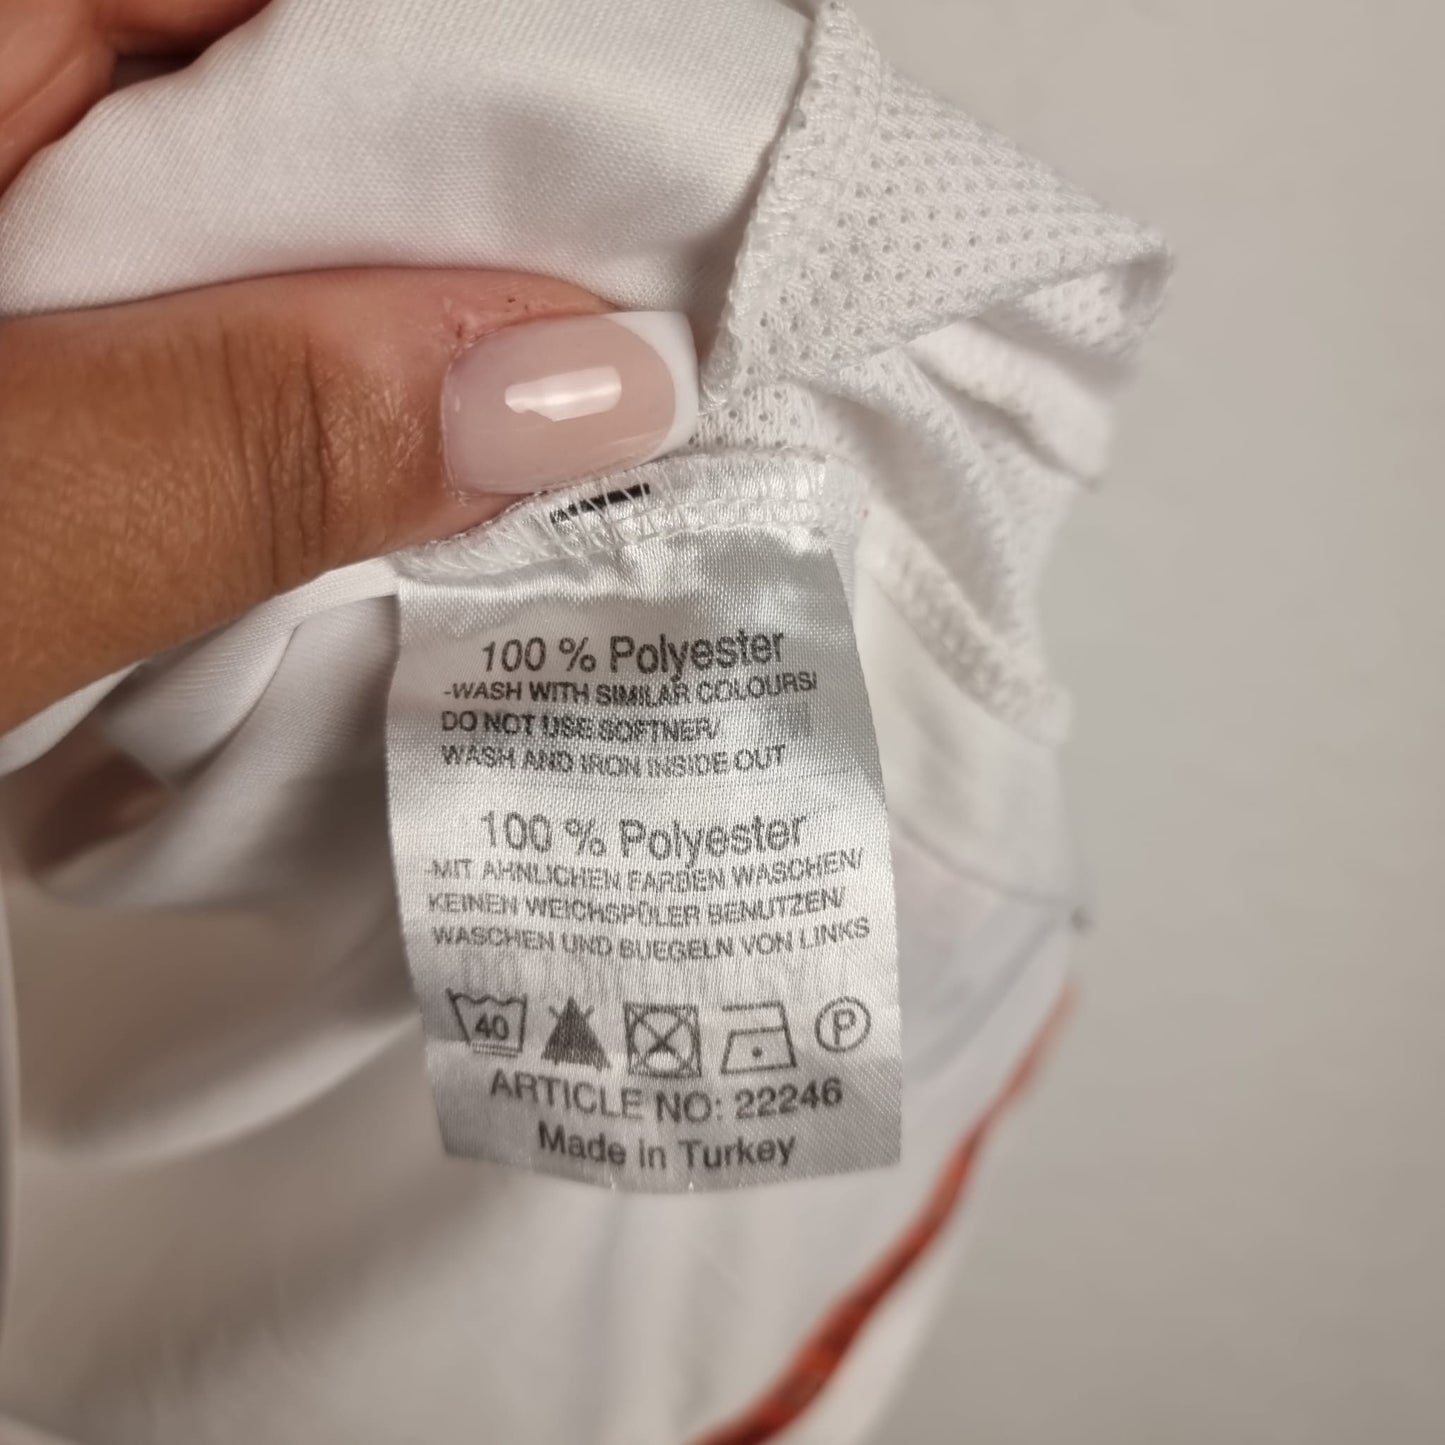 100 % Polyester
-WASH WITH SIMILAR COLOURS/
DO NOT USE SOFTNER/
WASH AND IRON INSIDE OUT
100 % Polyester
-MIT AHNLICHEN FARBEN WASCHEN/
KEINEN WEICHSPÜLER BENUTZEN/
WASCHEN UND BUEGELN VON LINKS
40 P
ARTICLE NO: 22246
Made in Turkey